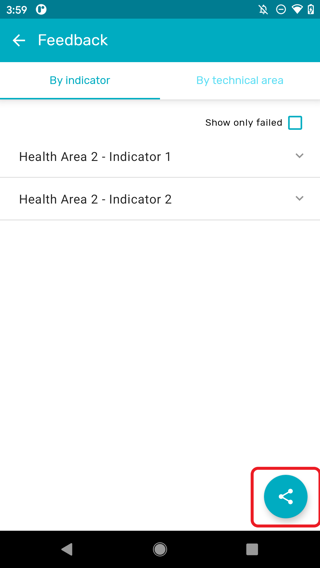 3:59
Feedback
By indicator By technical area
Show only failed
Health Area 2 - Indicator 1
Health Area 2 - Indicator 2